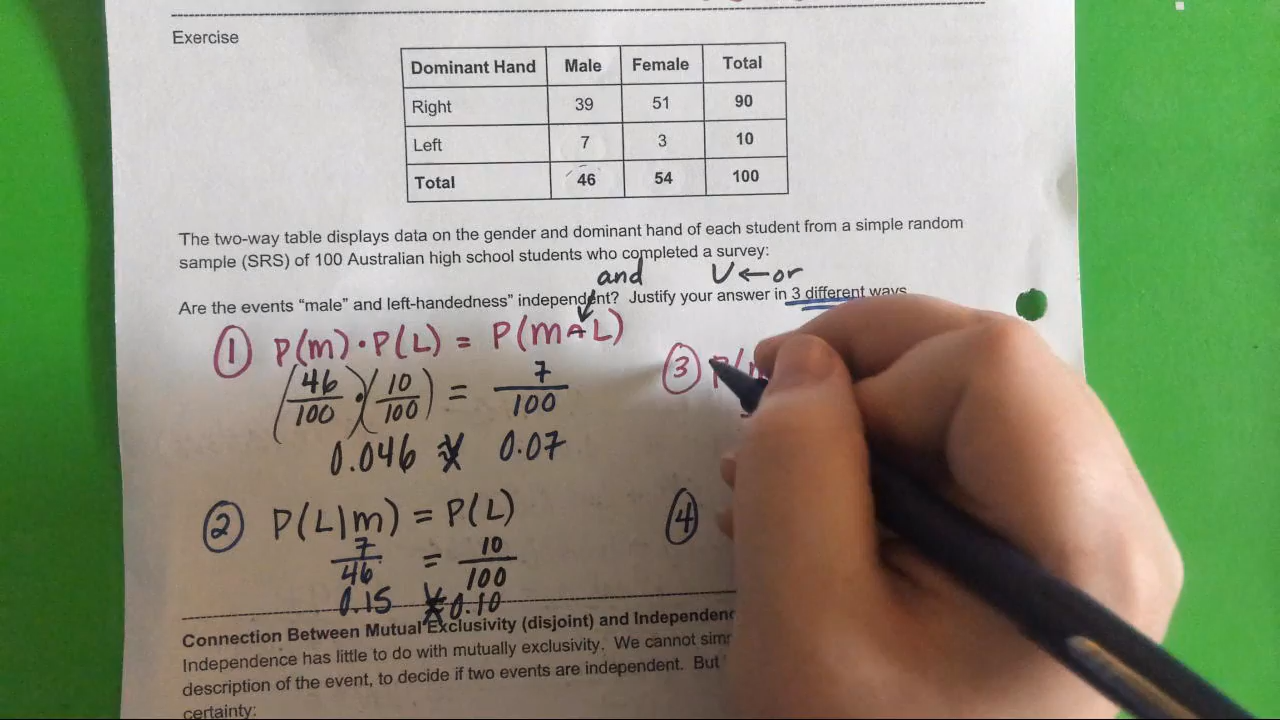 Exercise
Dominant Hand Male Female Total
Right 39 51 90
Left 7 3 10
Total 46 54 100
The two-way table displays data on the gender and dominant hand of each student from a simple random
sample (SRS) of 100 Australian high school students who completed a survey:
and U ← or
Are the events “male” and left-handedness” independent? Justify your answer in 3 different ways
① P(m) · P(L) = P(m ∩ L)
(46/100) · (10/100) = 7/100
0.046 ≠ 0.07
② P(L|m) = P(L)
7/46 = 10/100
0.15 ≠ 0.10
③ P(m
④
Connection Between Mutual Exclusivity (disjoint) and Independenc
Independence has little to do with mutually exclusivity. We cannot sim
description of the event, to decide if two events are independent. But
certainty: